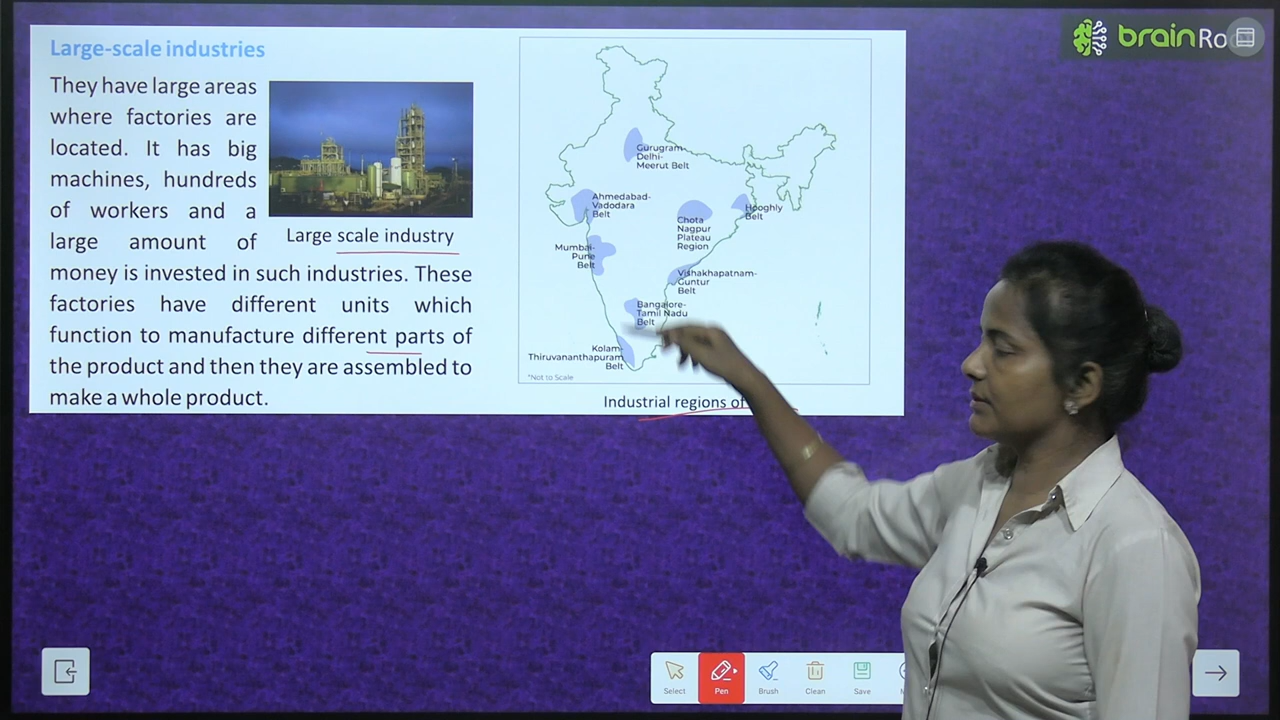 Large-scale industries
They have large areas
where factories are
located. It has big
machines, hundreds
of workers and a
large amount of
money is invested in such industries. These
factories have different units which
function to manufacture different parts of
the product and then they are assembled to
make a whole product.
Large scale industry
Gurugram-
Delhi-
Meerut Belt
Ahmedabad-
Vadodara
Belt
Chota
Nagpur
Plateau
Region
Hooghly
Belt
Mumbai-
Pune
Belt
Vishakhapatnam-
Guntur
Belt
Bangalore-
Tamil Nadu
Belt
Kolam-
Thiruvananthapuram
Belt
*Not to Scale
Industrial regions of
brain
Select
Pen
Brush
Clean
Save